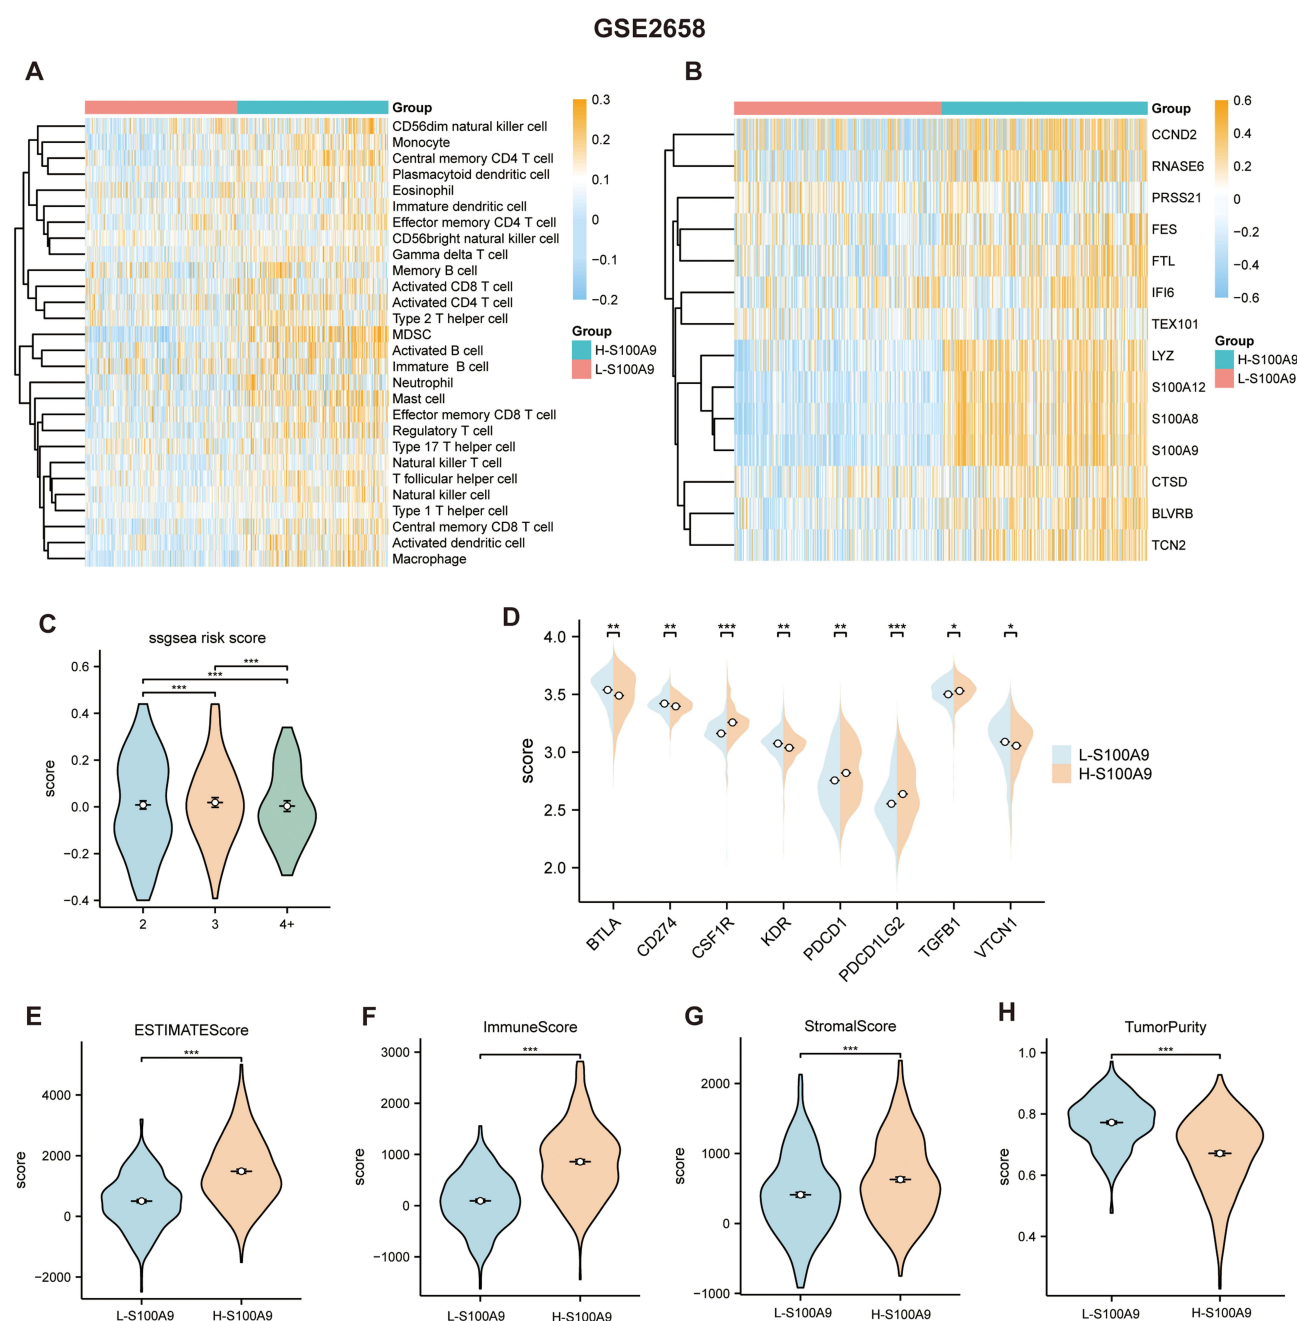 GSE2658
A
Group
CD56dim natural killer cell
Monocyte
Central memory CD4 T cell
Plasmacytoid dendritic cell
Eosinophil
Immature dendritic cell
Effector memory CD4 T cell
CD56bright natural killer cell
Gamma delta T cell
Memory B cell
Activated CD8 T cell
Activated CD4 T cell
Type 2 T helper cell
MDSC
Activated B cell
Immature B cell
Neutrophil
Mast cell
Effector memory CD8 T cell
Regulatory T cell
Type 17 T helper cell
Natural killer T cell
T follicular helper cell
Natural killer cell
Type 1 T helper cell
Central memory CD8 T cell
Activated dendritic cell
Macrophage
0.3
0.2
0.1
0
−0.1
−0.2
Group
H-S100A9
L-S100A9
B
Group
CCND2
RNASE6
PRSS21
FES
FTL
IFI6
TEX101
LYZ
S100A12
S100A8
S100A9
CTSD
BLVRB
TCN2
0.6
0.4
0.2
0
−0.2
−0.4
−0.6
Group
H-S100A9
L-S100A9
C
ssgsea risk score
***
***
***
score
0.6
0.4
0.2
0.0
−0.2
−0.4
2 3 4+
D
** ** *** ** ** *** * *
score
4.0
3.5
3.0
2.5
2.0
BTLA
CD274
CSF1R
KDR
PDCD1
PDCD1LG2
TGFB1
VTCN1
L-S100A9
H-S100A9
E
ESTIMATEScore
***
score
4000
2000
0
−2000
L-S100A9 H-S100A9
F
ImmuneScore
***
score
3000
2000
1000
0
−1000
L-S100A9 H-S100A9
G
StromalScore
***
score
2000
1000
0
−1000
L-S100A9 H-S100A9
H
TumorPurity
***
score
1.0
0.8
0.6
0.4
L-S100A9 H-S100A9